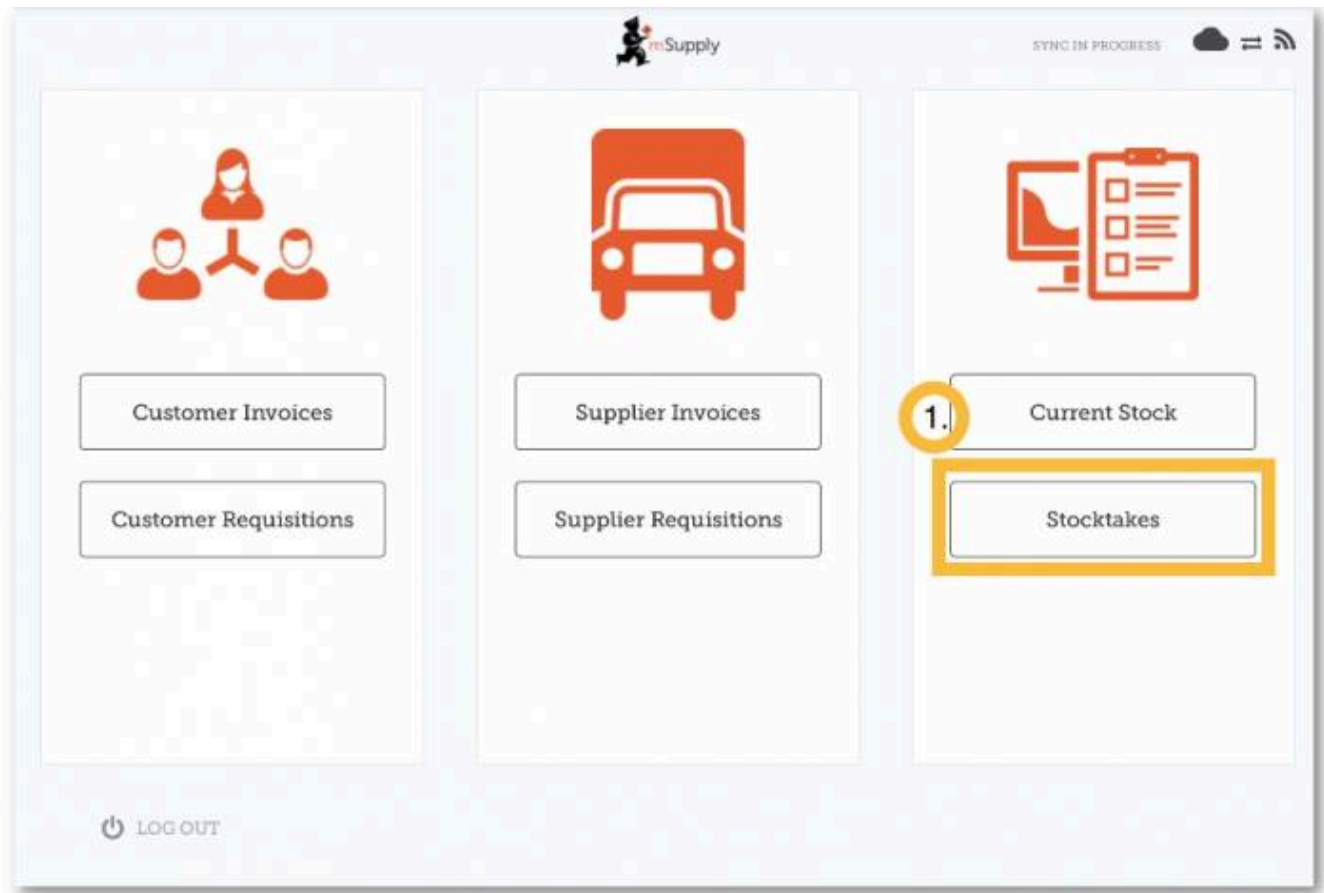 mSupply
SYNC IN PROGRESS
Customer Invoices
Supplier Invoices
1.
Current Stock
Customer Requisitions
Supplier Requisitions
Stocktakes
LOG OUT